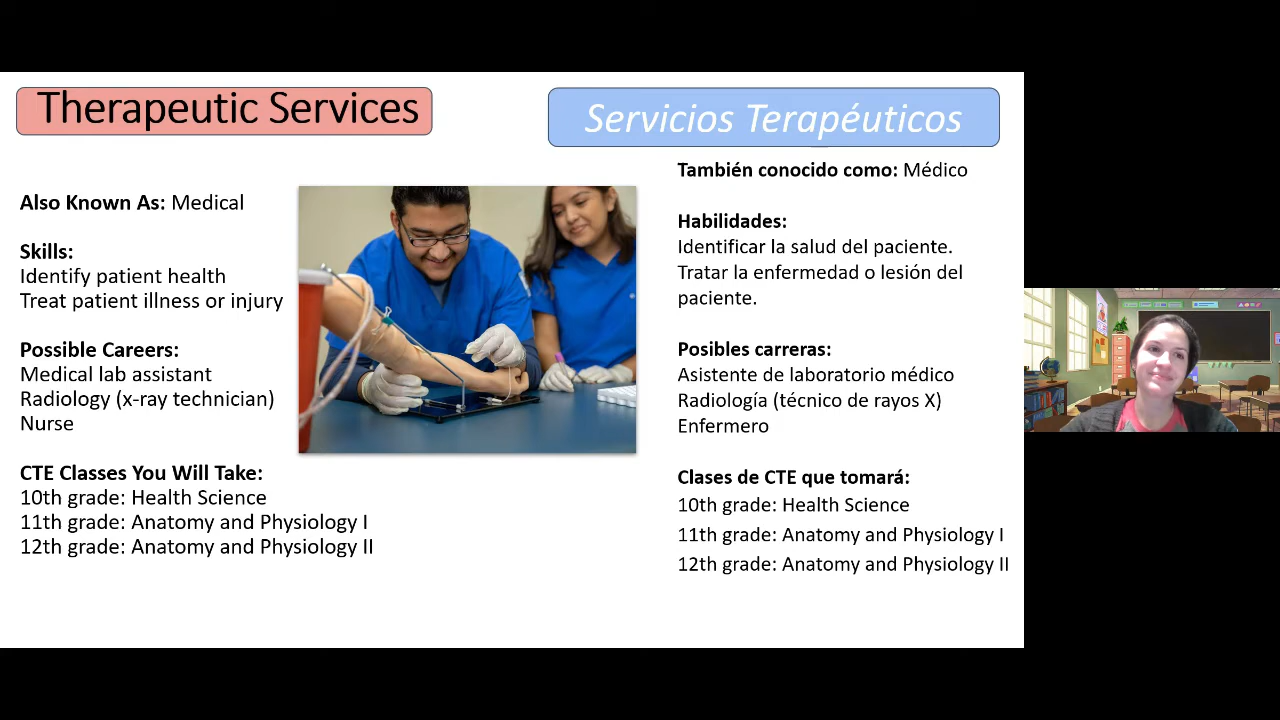 Therapeutic Services
Also Known As: Medical
Skills:
Identify patient health
Treat patient illness or injury
Possible Careers:
Medical lab assistant
Radiology (x-ray technician)
Nurse
CTE Classes You Will Take:
10th grade: Health Science
11th grade: Anatomy and Physiology I
12th grade: Anatomy and Physiology II
Servicios Terapéuticos
También conocido como: Médico
Habilidades:
Identificar la salud del paciente.
Tratar la enfermedad o lesión del
paciente.
Posibles carreras:
Asistente de laboratorio médico
Radiología (técnico de rayos X)
Enfermero
Clases de CTE que tomará:
10th grade: Health Science
11th grade: Anatomy and Physiology I
12th grade: Anatomy and Physiology II